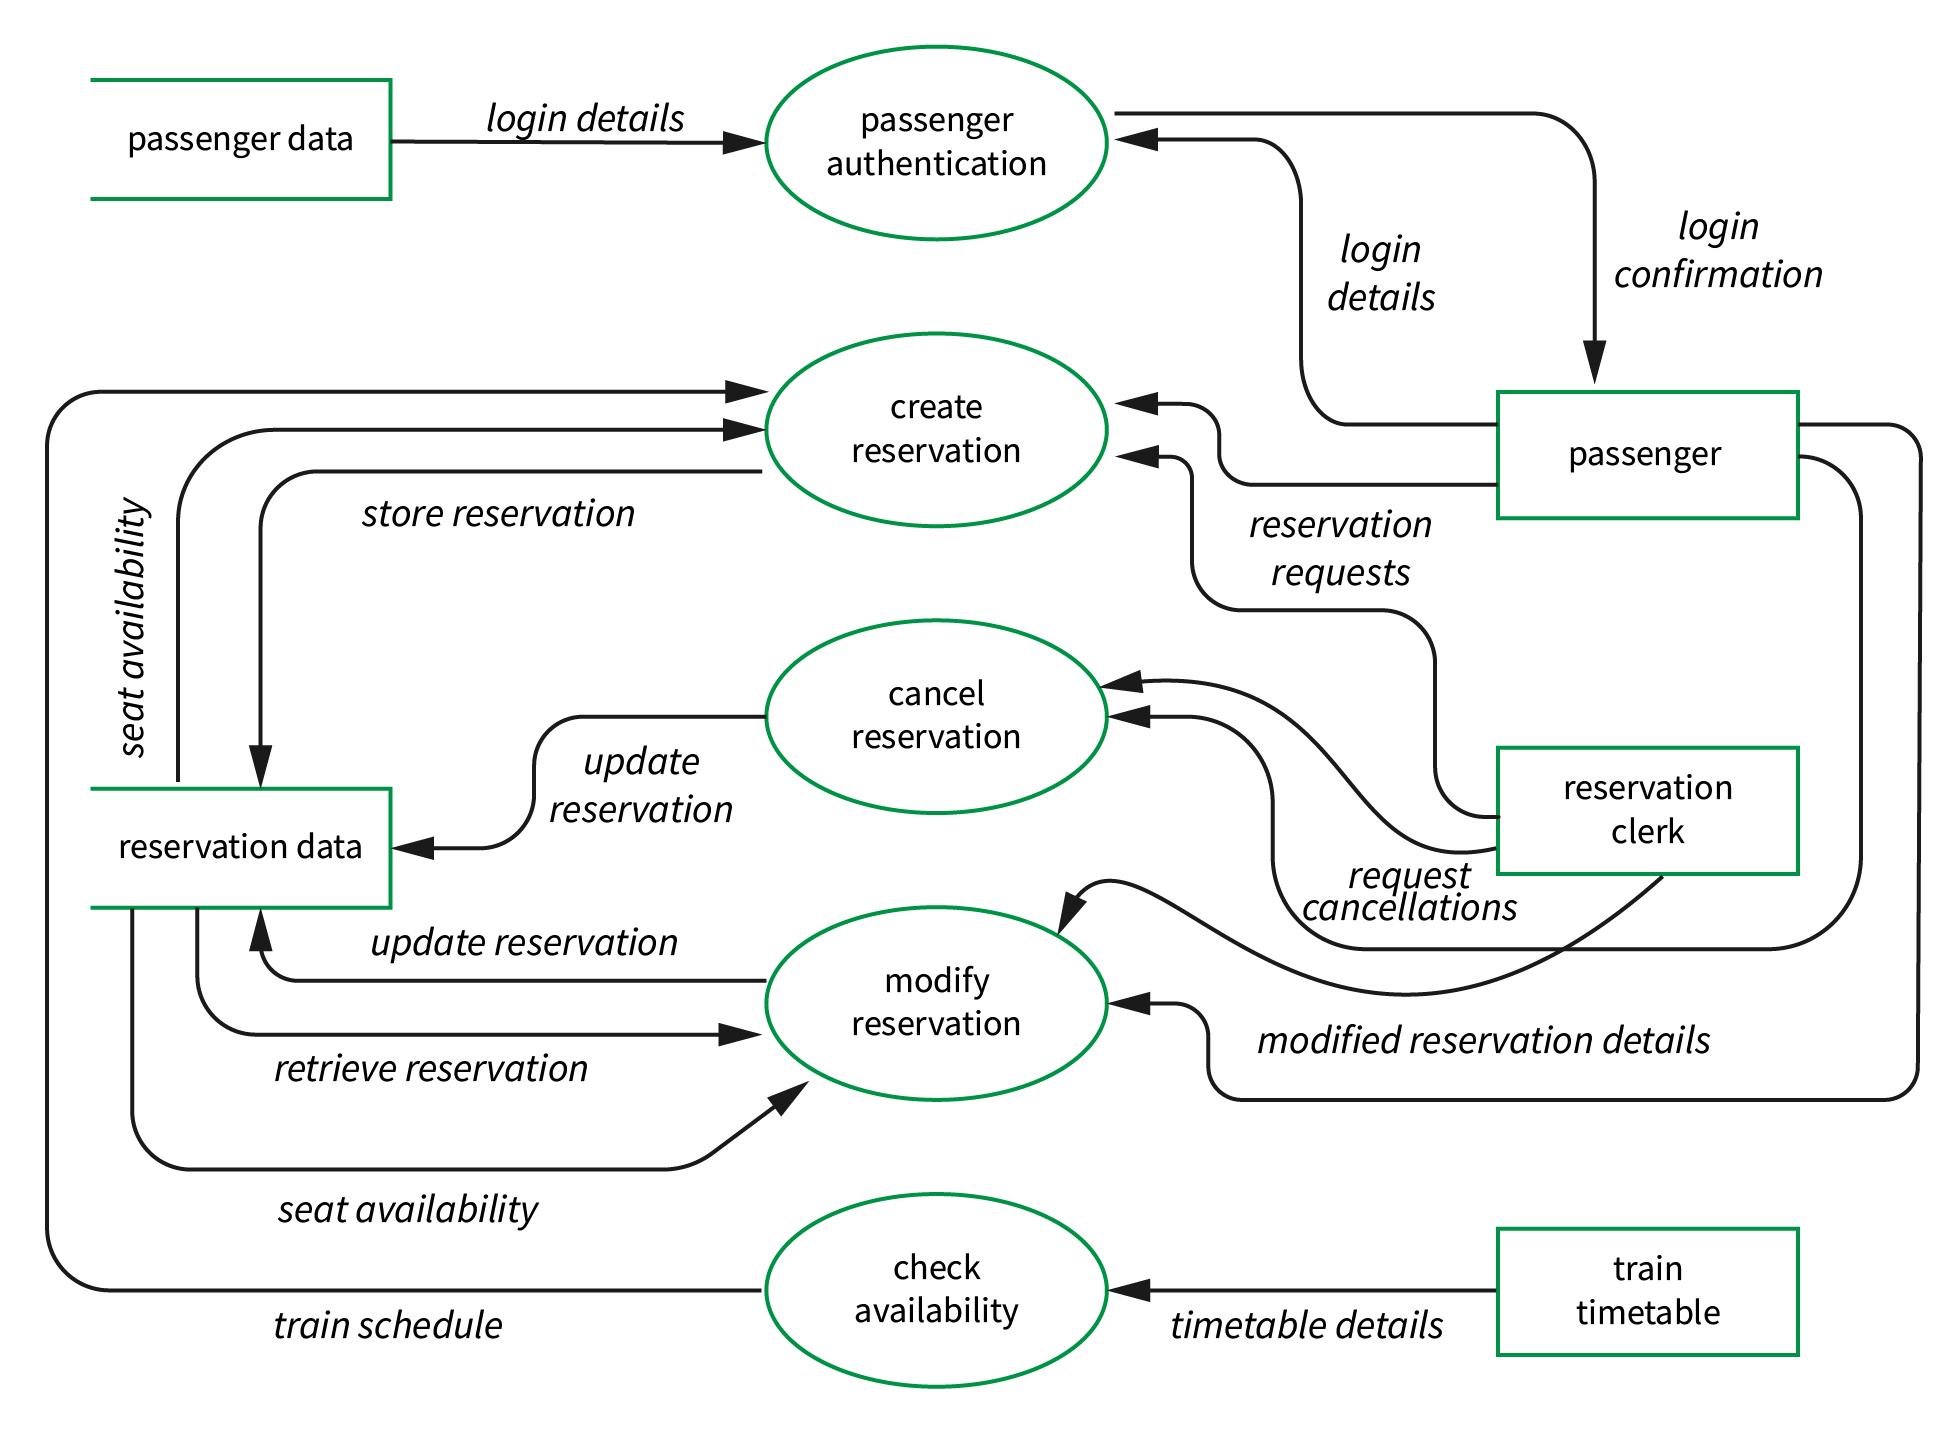 passenger data
login details
passenger
authentication
login
details
login
confirmation
create
reservation
passenger
store reservation
seat availability
reservation
requests
cancel
reservation
update
reservation
reservation
clerk
reservation data
request
cancellations
update reservation
modify
reservation
modified reservation details
retrieve reservation
seat availability
check
availability
train
timetable
train schedule
timetable details